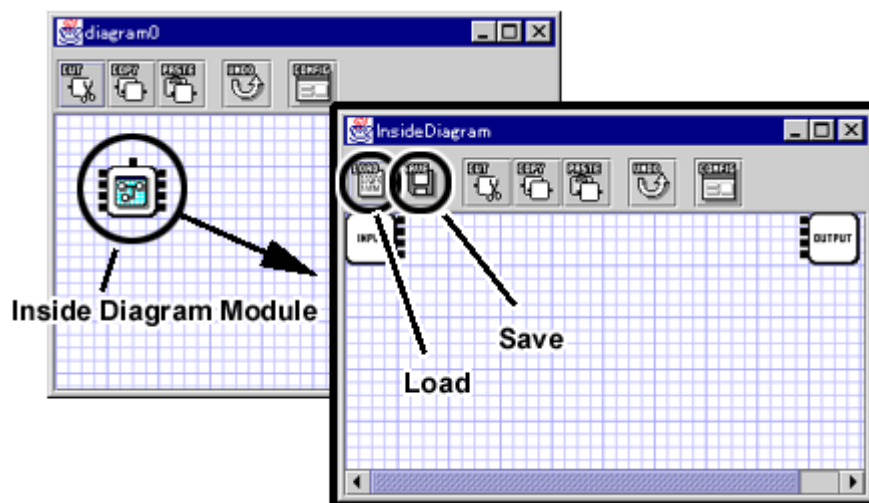 diagram0
CUT COPY PASTE UNDO CONFIG
InsideDiagram
LOAD SAVE CUT COPY PASTE UNDO CONFIG
INPUT OUTPUT
Inside Diagram Module
Save
Load